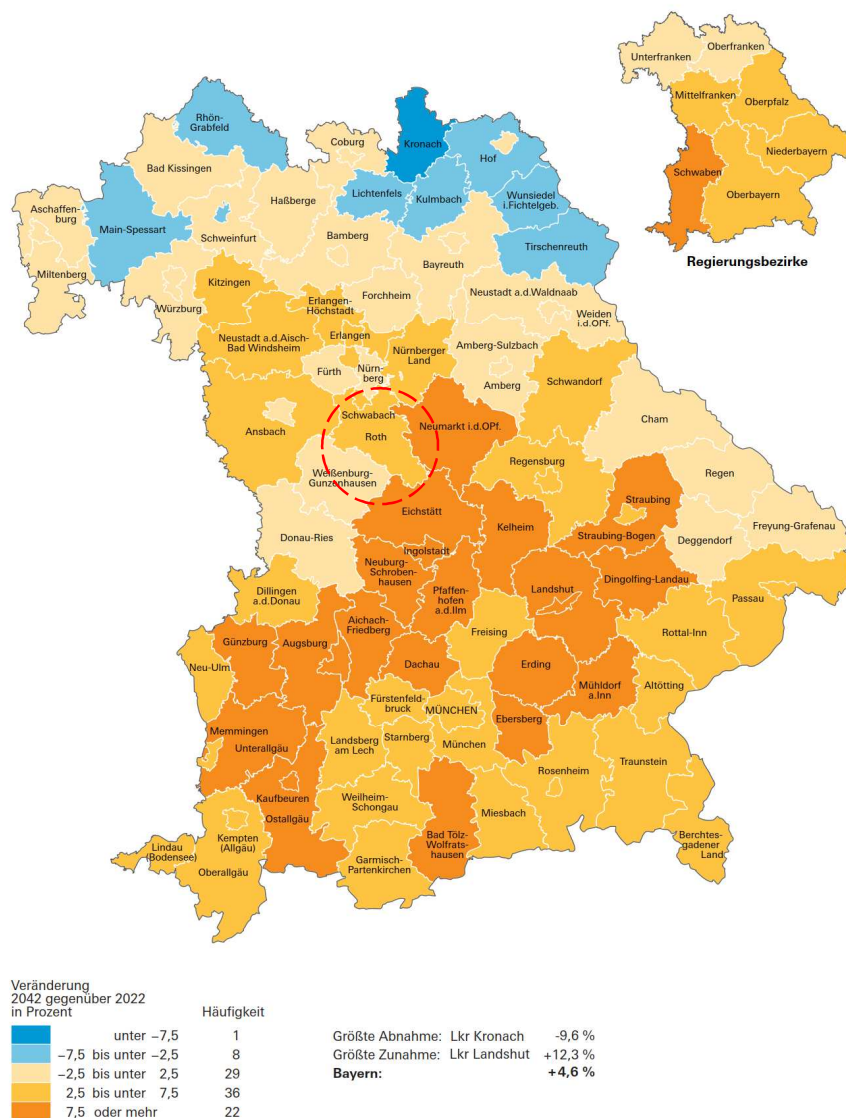 Unterfranken
Oberfranken
Mittelfranken
Oberpfalz
Niederbayern
Schwaben
Oberbayern
Regierungsbezirke
Rhön-
Grabfeld
Coburg
Kronach
Hof
Bad Kissingen
Lichtenfels
Kulmbach
Wunsiedel
i.Fichtelgeb.
Haßberge
Aschaffen-
burg
Main-Spessart
Schweinfurt
Bamberg
Tirschenreuth
Bayreuth
Miltenberg
Kitzingen
Würzburg
Erlangen-
Höchstadt
Forchheim
Neustadt a.d.Waldnaab
Weiden
i.d.OPf.
Neustadt a.d.Aisch-
Bad Windsheim
Erlangen
Nürnberger
Land
Amberg-Sulzbach
Fürth
Nürn-
berg
Amberg
Schwandorf
Ansbach
Schwabach
Roth
Neumarkt i.d.OPf.
Cham
Weißenburg-
Gunzenhausen
Regensburg
Regen
Straubing
Eichstätt
Kelheim
Freyung-Grafenau
Straubing-Bogen
Deggendorf
Donau-Ries
Ingolstadt
Neuburg-
Schroben-
hausen
Dingolfing-Landau
Landshut
Pfaffen-
hofen
a.d.Ilm
Dillingen
a.d.Donau
Passau
Aichach-
Friedberg
Rottal-Inn
Günzburg
Augsburg
Freising
Neu-Ulm
Dachau
Erding
Mühldorf
a.Inn
Altötting
Fürstenfeld-
bruck
MÜNCHEN
Ebersberg
Memmingen
Unterallgäu
Landsberg
am Lech
Starnberg
München
Rosenheim
Traunstein
Kaufbeuren
Ostallgäu
Weilheim-
Schongau
Miesbach
Bad Tölz-
Wolfrats-
hausen
Berchtes-
gadener
Land
Kempten
(Allgäu)
Lindau
(Bodensee)
Oberallgäu
Garmisch-
Partenkirchen
Veränderung
2042 gegenüber 2022
in Prozent Häufigkeit
unter −7,5 1
−7,5 bis unter −2,5 8
−2,5 bis unter 2,5 29
2,5 bis unter 7,5 36
7,5 oder mehr 22
Größte Abnahme: Lkr Kronach -9,6 %
Größte Zunahme: Lkr Landshut +12,3 %
Bayern: +4,6 %